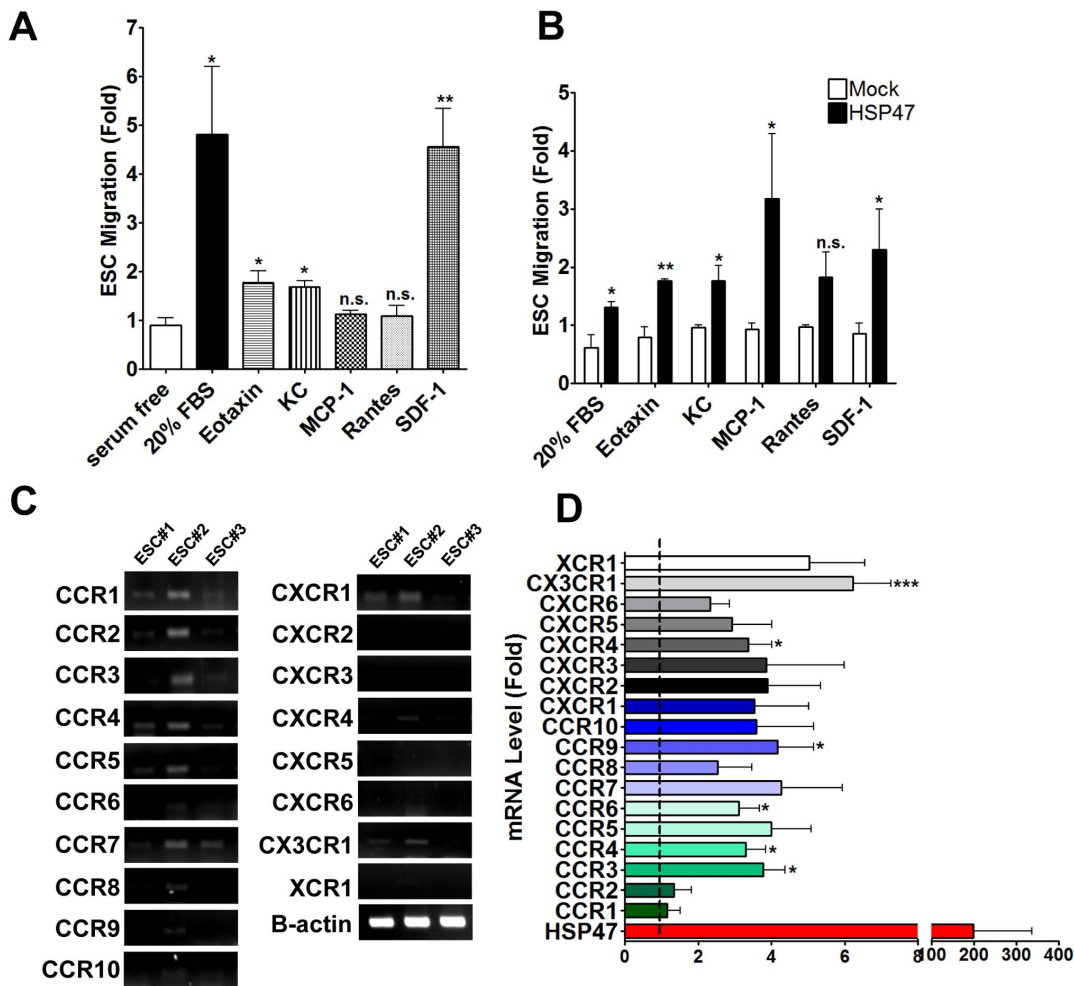 A
ESC Migration (Fold)
7
6
5
4
3
2
1
0
*
*
*
n.s.
n.s.
**
serum free
20% FBS
Eotaxin
KC
MCP-1
Rantes
SDF-1
B
Mock
HSP47
ESC Migration (Fold)
5
4
3
2
1
0
*
**
*
*
n.s.
*
20% FBS
Eotaxin
KC
MCP-1
Rantes
SDF-1
C
ESC#1 ESC#2 ESC#3
CCR1
CCR2
CCR3
CCR4
CCR5
CCR6
CCR7
CCR8
CCR9
CCR10
ESC#1 ESC#2 ESC#3
CXCR1
CXCR2
CXCR3
CXCR4
CXCR5
CXCR6
CX3CR1
XCR1
B-actin
D
mRNA Level (Fold)
XCR1
CX3CR1 ***
CXCR6
CXCR5
CXCR4 *
CXCR3
CXCR2
CXCR1
CCR10
CCR9 *
CCR8
CCR7
CCR6 *
CCR5
CCR4 *
CCR3 *
CCR2
CCR1
HSP47
0 2 4 6 8 100 200 300 400